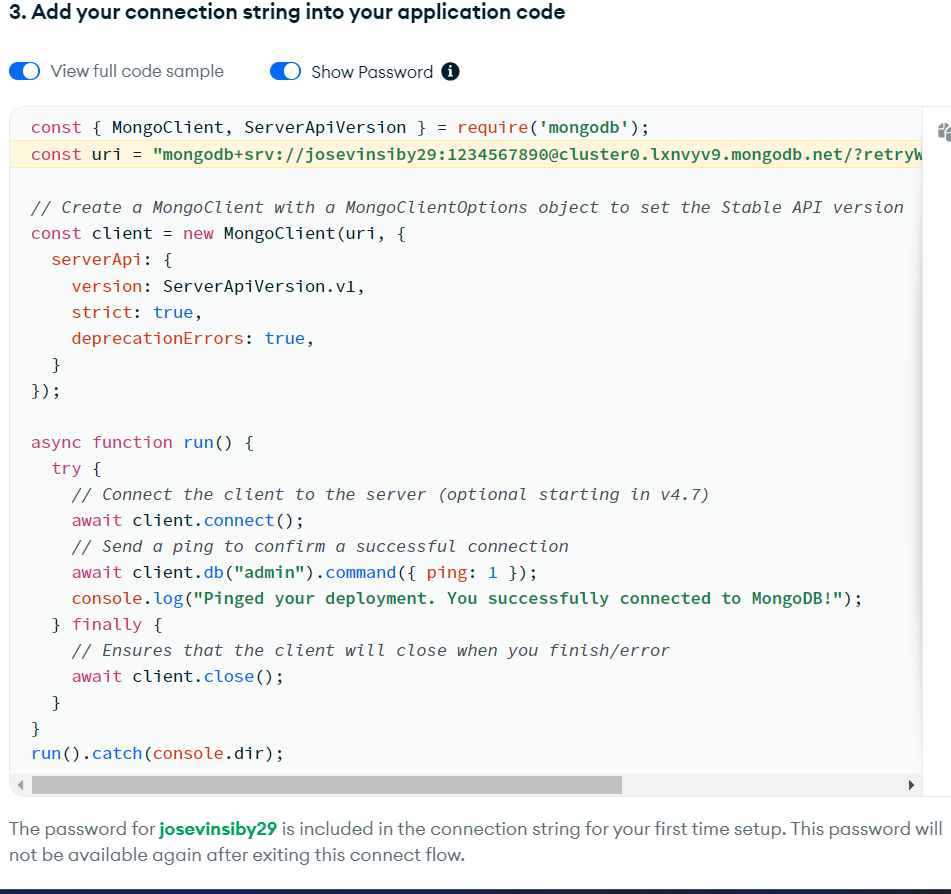 3. Add your connection string into your application code
View full code sample Show Password
const { MongoClient, ServerApiVersion } = require('mongodb');
const uri = "mongodb+srv://josevinsiby29:1234567890@cluster0.lxnvyv9.mongodb.net/?retryW
// Create a MongoClient with a MongoClientOptions object to set the Stable API version
const client = new MongoClient(uri, {
  serverApi: {
    version: ServerApiVersion.v1,
    strict: true,
    deprecationErrors: true,
  }
});
async function run() {
  try {
    // Connect the client to the server (optional starting in v4.7)
    await client.connect();
    // Send a ping to confirm a successful connection
    await client.db("admin").command({ ping: 1 });
    console.log("Pinged your deployment. You successfully connected to MongoDB!");
  } finally {
    // Ensures that the client will close when you finish/error
    await client.close();
  }
}
run().catch(console.dir);
The password for josevinsiby29 is included in the connection string for your first time setup. This password will
not be available again after exiting this connect flow.